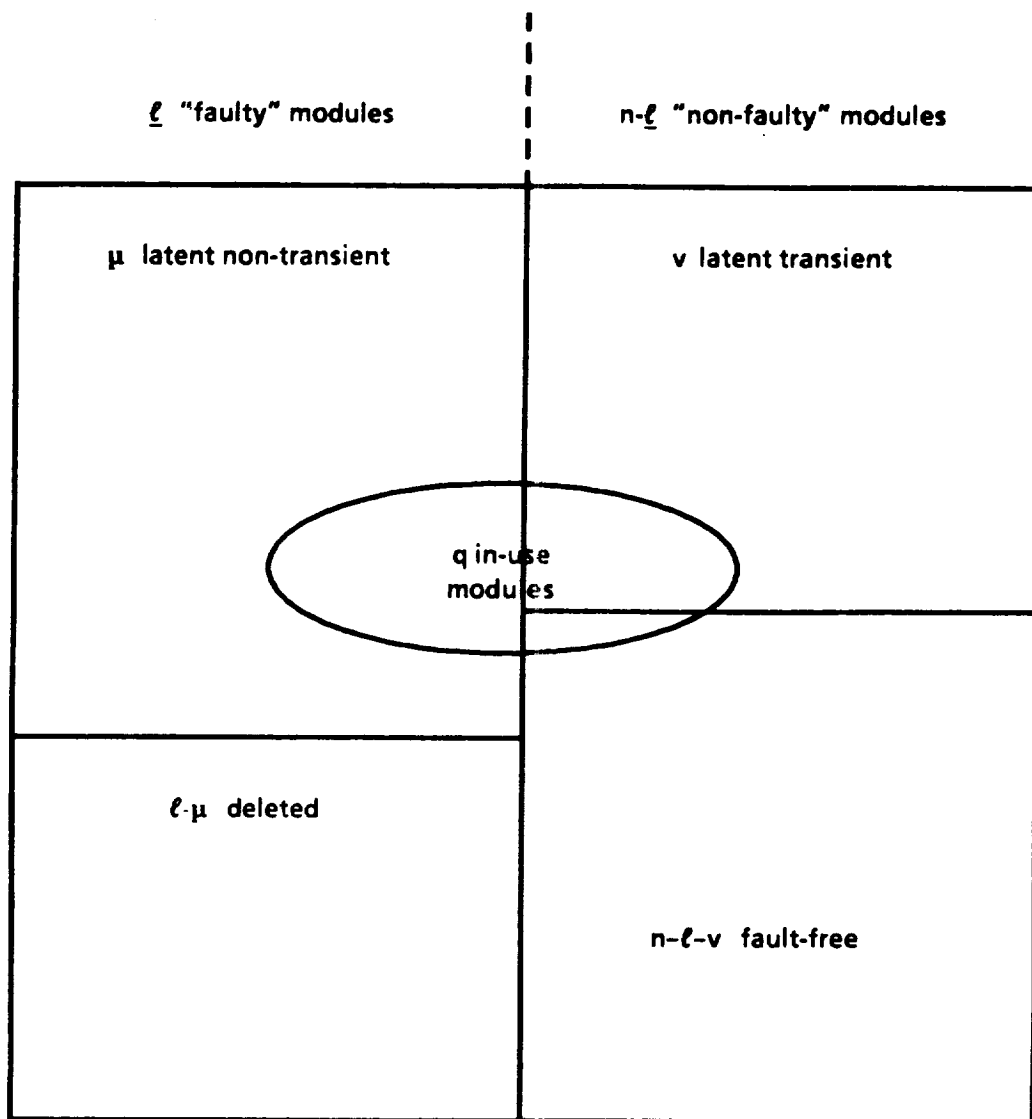 ℓ "faulty" modules
n-ℓ "non-faulty" modules
μ latent non-transient
v latent transient
q in-use
modules
ℓ-μ deleted
n-ℓ-v fault-free